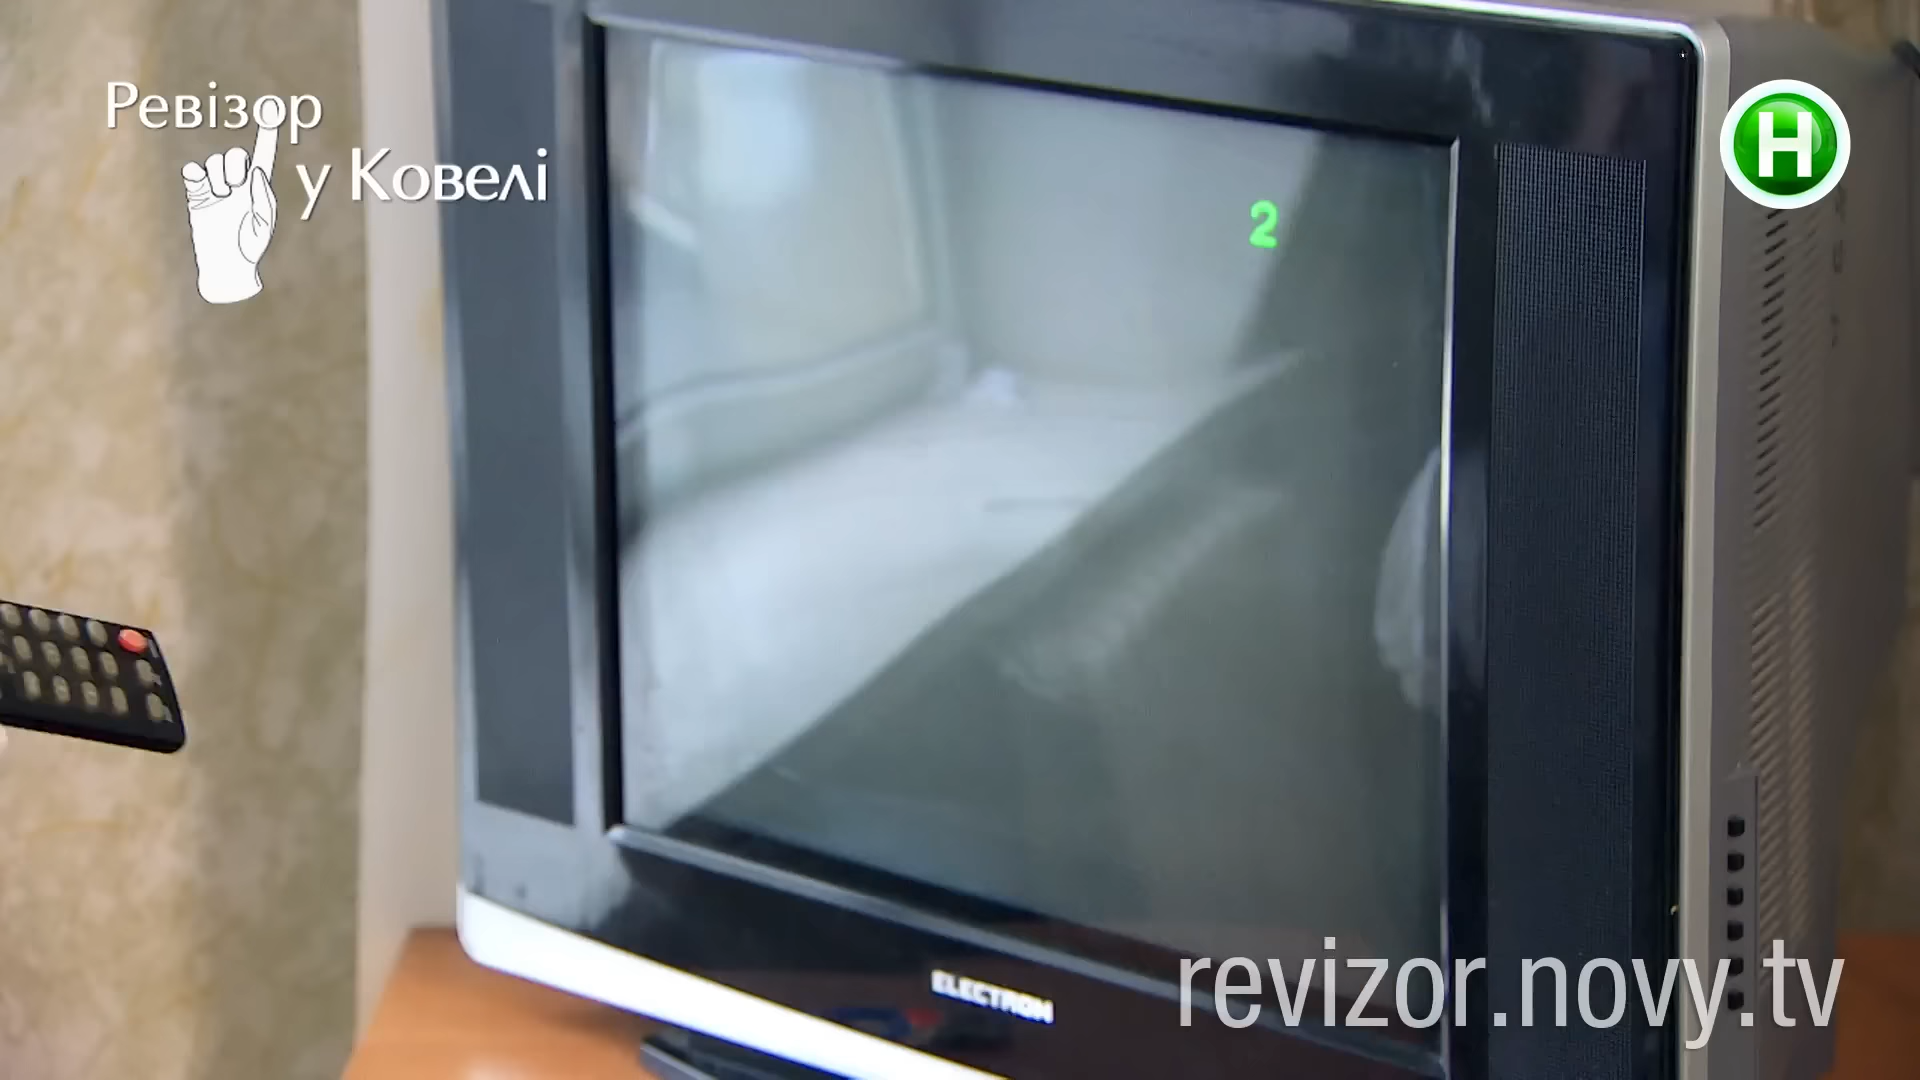 Ревізор
у Ковелі
H
2
ELECTRON
revizor.novy.tv